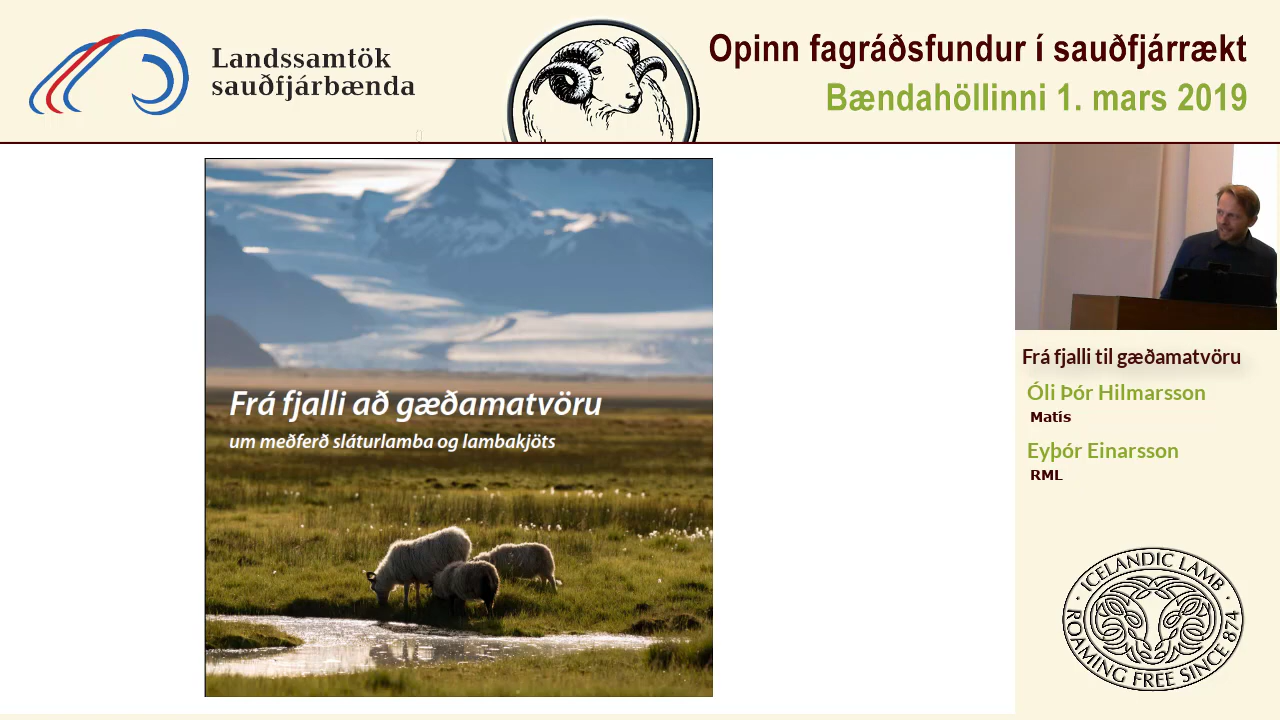 Landssamtök
sauðfjárbænda
Opinn fagráðsfundur í sauðfjárrækt
Bændahöllinni 1. mars 2019
Frá fjalli að gæðamatvöru
um meðferð sláturlamba og lambakjöts
Frá fjalli til gæðamatvöru
Óli Þór Hilmarsson
Matís
Eyþór Einarsson
RML
· ICELANDIC LAMB ·
ROAMING FREE SINCE 874